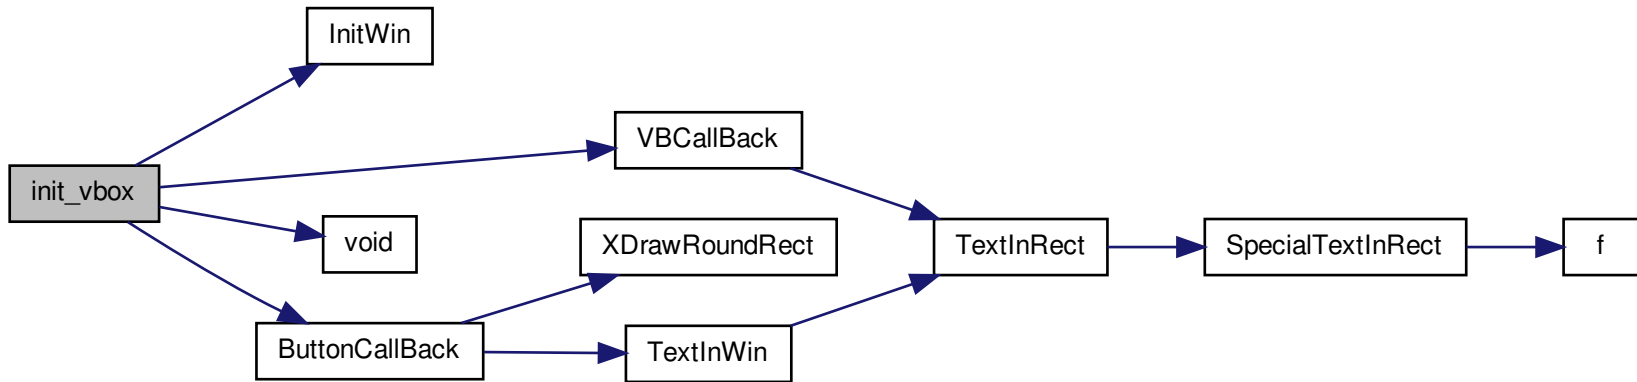 InitWin
VBCallBack
init_vbox
void
XDrawRoundRect
TextInRect
SpecialTextInRect
f
ButtonCallBack
TextInWin